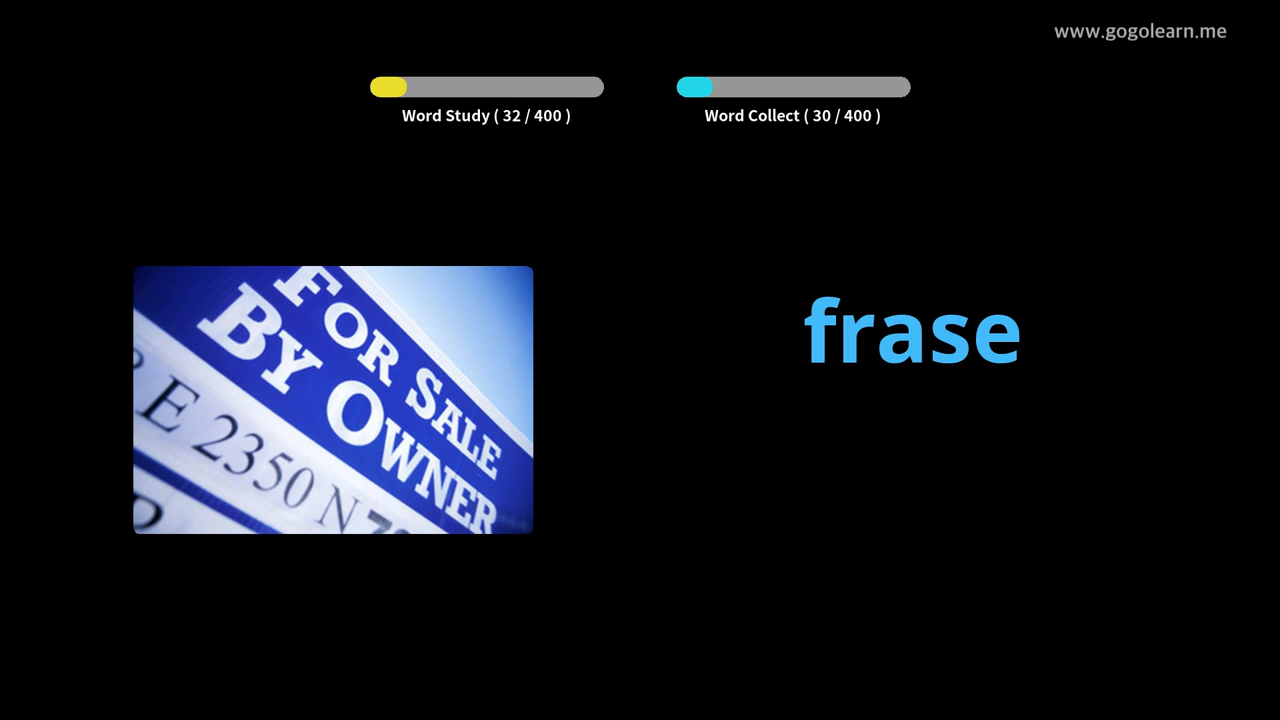 www.gogolearn.me
Word Study ( 32 / 400 )
Word Collect ( 30 / 400 )
FOR SALE
BY OWNER
E 2350 N
frase